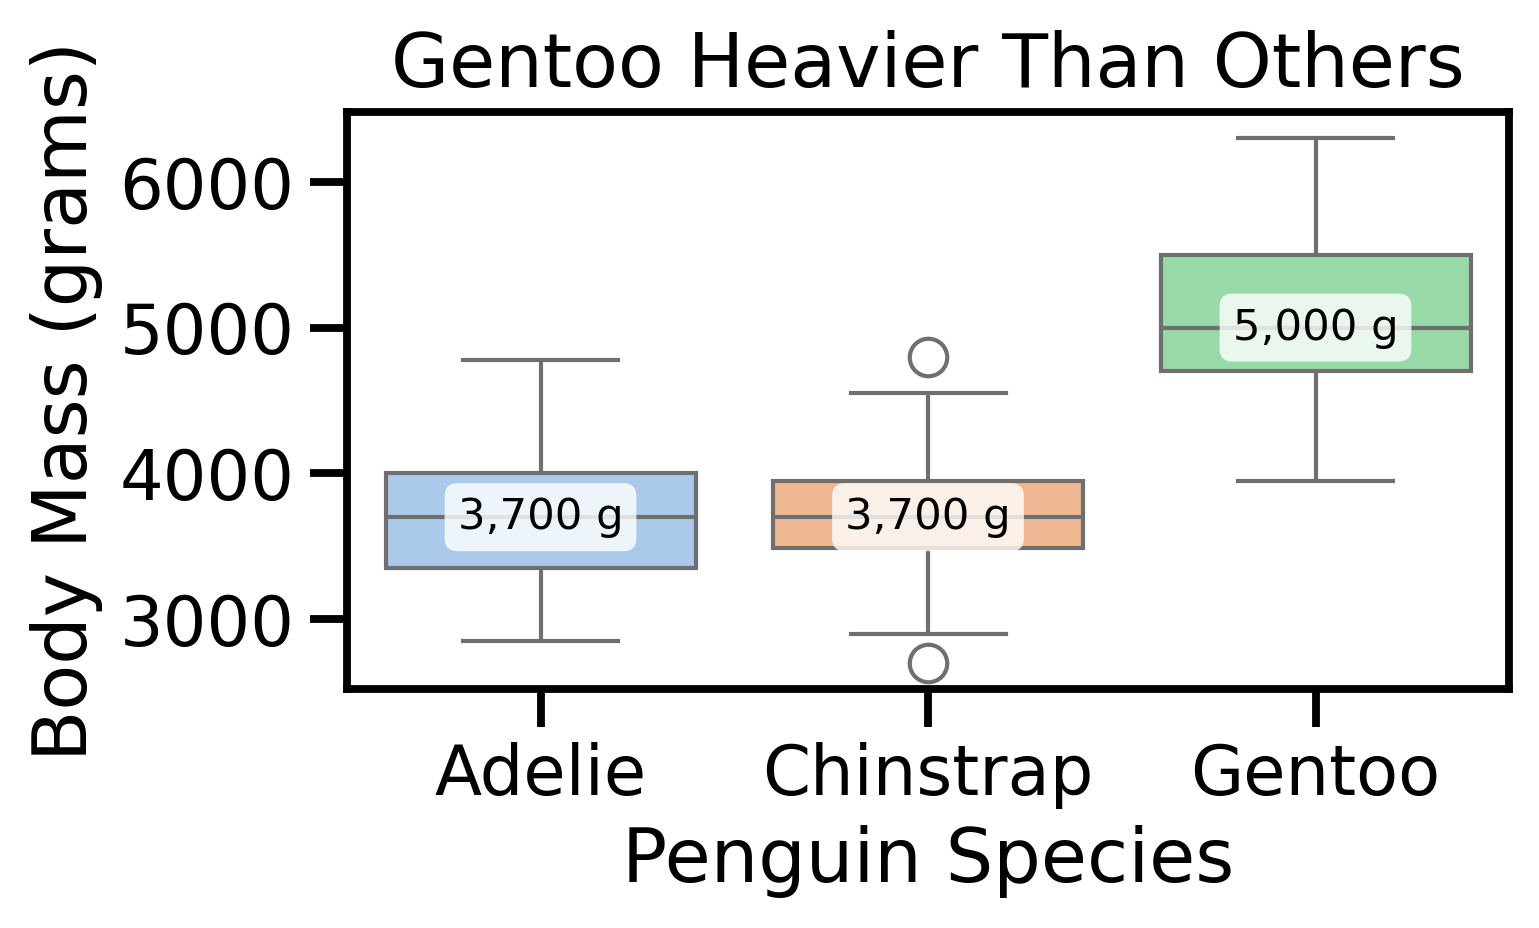 Gentoo Heavier Than Others
Body Mass (grams)
6000
5000
4000
3000
3,700 g
3,700 g
5,000 g
Adelie
Chinstrap
Gentoo
Penguin Species